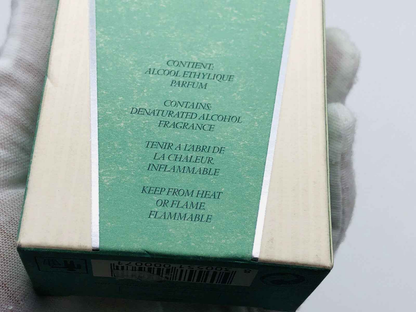 CONTIENT:
ALCOOL ETHYLIQUE
PARFUM
CONTAINS:
DENATURATED ALCOHOL
FRAGRANCE
TENIR A L'ABRI DE
LA CHALEUR.
INFLAMMABLE
KEEP FROM HEAT
OR FLAME.
FLAMMABLE